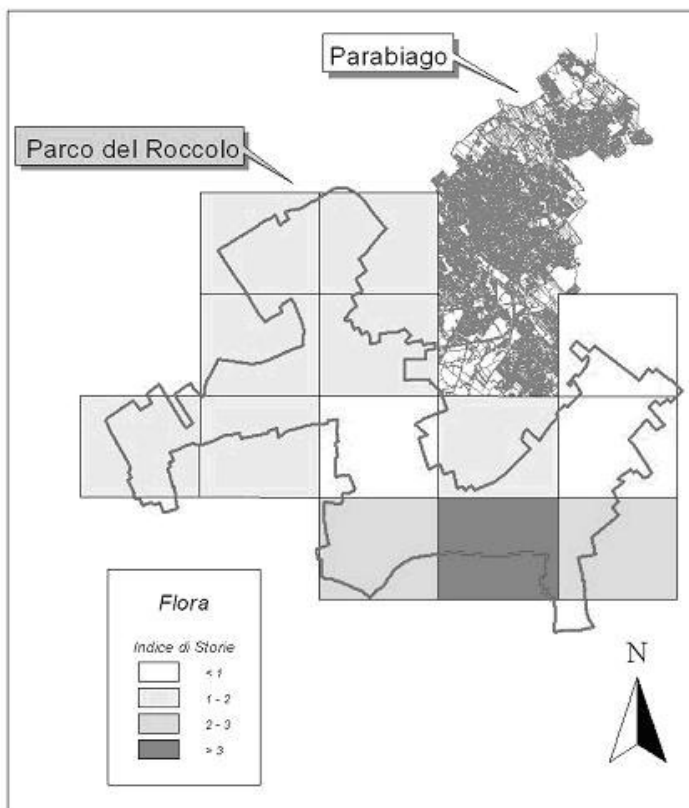 Parabiago
Parco del Roccolo
Flora
Indice di Storie
< 1
1 - 2
2 - 3
> 3
N